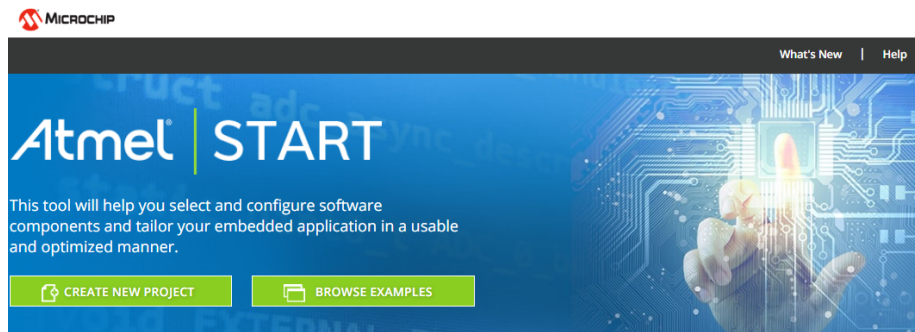 MICROCHIP
What's New | Help
Atmel | START
This tool will help you select and configure software
components and tailor your embedded application in a usable
and optimized manner.
CREATE NEW PROJECT
BROWSE EXAMPLES